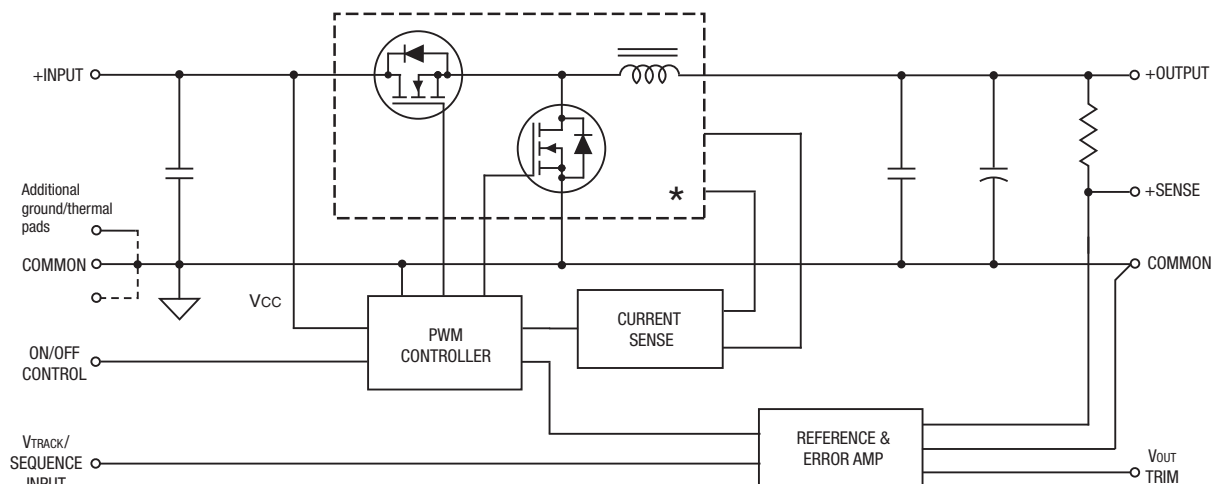 +INPUT
+OUTPUT
Additional
ground/thermal
pads
*
+SENSE
COMMON
COMMON
VCC
PWM
CONTROLLER
CURRENT
SENSE
ON/OFF
CONTROL
VTRACK/
SEQUENCE
INPUT
REFERENCE &
ERROR AMP
VOUT
TRIM